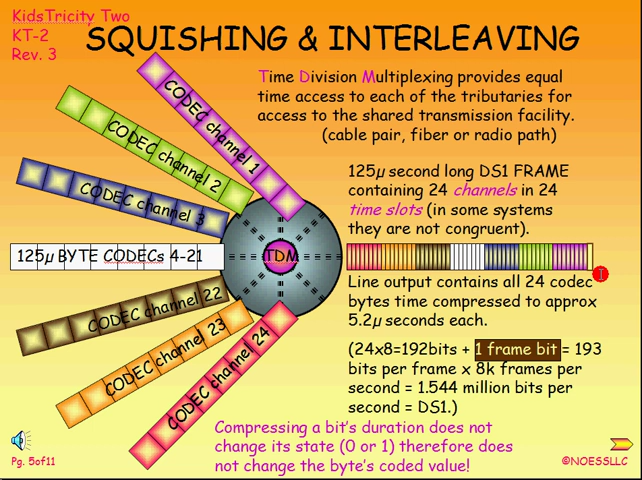 KidsTricity Two
KT-2
Rev. 3
SQUISHING & INTERLEAVING
Time Division Multiplexing provides equal
time access to each of the tributaries for
access to the shared transmission facility.
(cable pair, fiber or radio path)
CODEC channel 1
CODEC channel 2
CODEC channel 3
125µ BYTE CODECs 4-21
CODEC channel 22
CODEC channel 23
CODEC channel 24
TDM
125µ second long DS1 FRAME
containing 24 channels in 24
time slots (in some systems
they are not congruent).
1
Line output contains all 24 codec
bytes time compressed to approx
5.2µ seconds each.
(24x8=192bits + 1 frame bit = 193
bits per frame x 8k frames per
second = 1.544 million bits per
second = DS1.)
Compressing a bit's duration does not
change its state (0 or 1) therefore does
not change the byte's coded value!
Pg. 5of11
©NOESSLLC